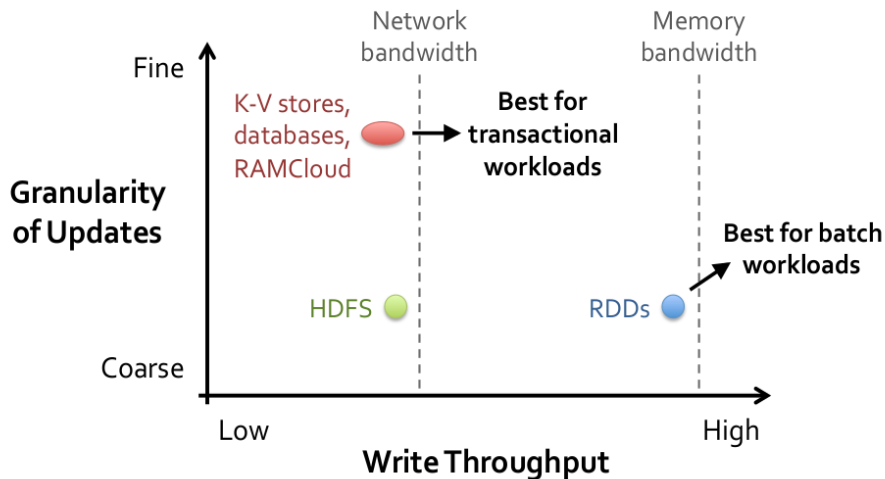 Network
bandwidth
Memory
bandwidth
Fine
K-V stores,
databases,
RAMCloud
Best for
transactional
workloads
Granularity
of Updates
Best for batch
workloads
HDFS
RDDs
Coarse
Low
High
Write Throughput